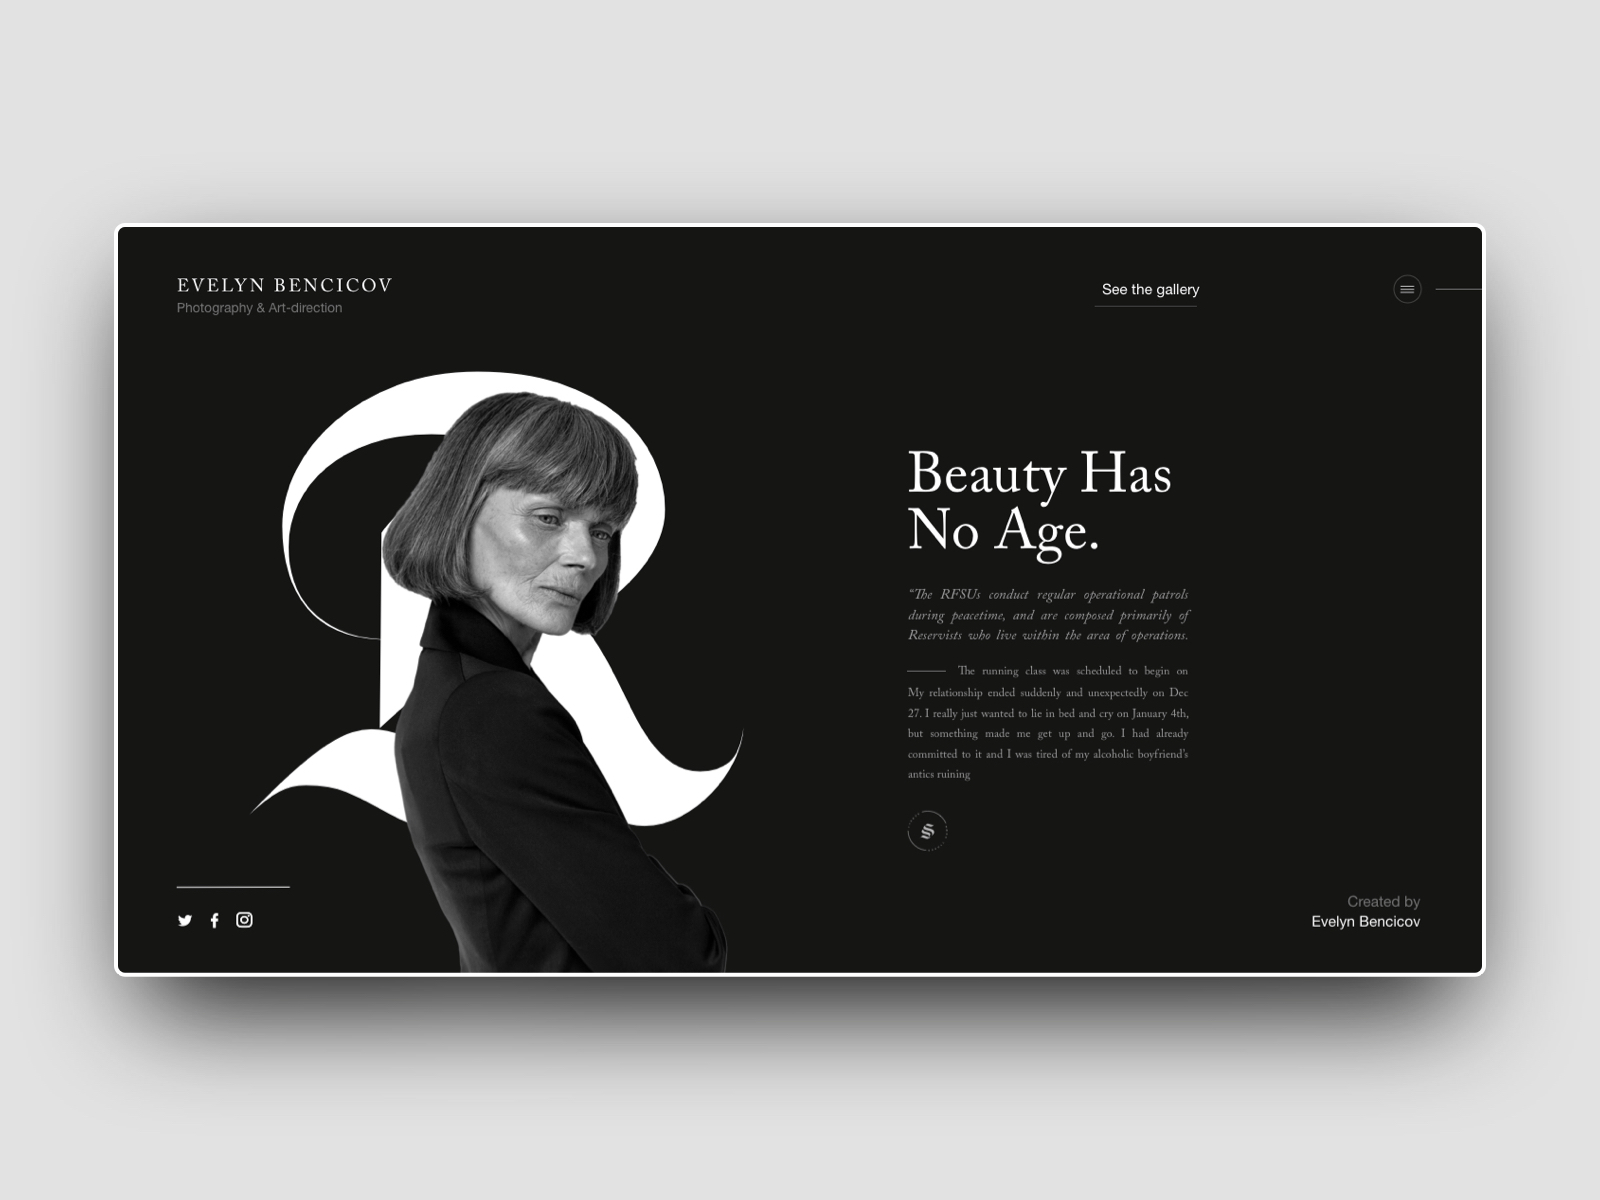 EVELYN BENCICOV
Photography & Art-direction
See the gallery
R
Beauty Has
No Age.
“The RFSUs conduct regular operational patrols
during peacetime, and are composed primarily of
Reservists who live within the area of operations.
The running class was scheduled to begin on
My relationship ended suddenly and unexpectedly on Dec
27. I really just wanted to lie in bed and cry on January 4th,
but something made me get up and go. I had already
committed to it and I was tired of my alcoholic boyfriend’s
antics ruining
S
Created by
Evelyn Bencicov